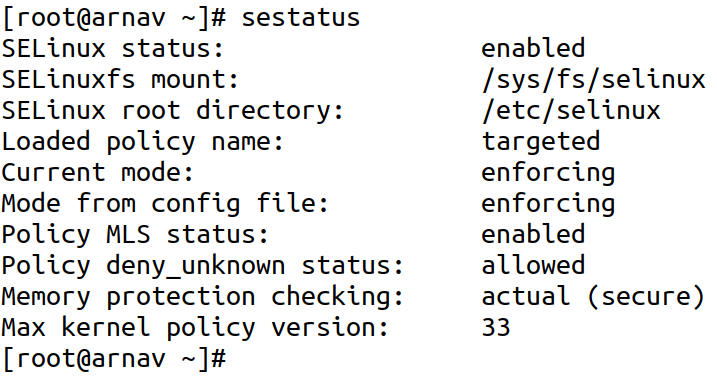 [root@arnav ~]# sestatus
SELinux status:                 enabled
SELinuxfs mount:                /sys/fs/selinux
SELinux root directory:         /etc/selinux
Loaded policy name:             targeted
Current mode:                   enforcing
Mode from config file:          enforcing
Policy MLS status:              enabled
Policy deny_unknown status:     allowed
Memory protection checking:     actual (secure)
Max kernel policy version:      33
[root@arnav ~]#